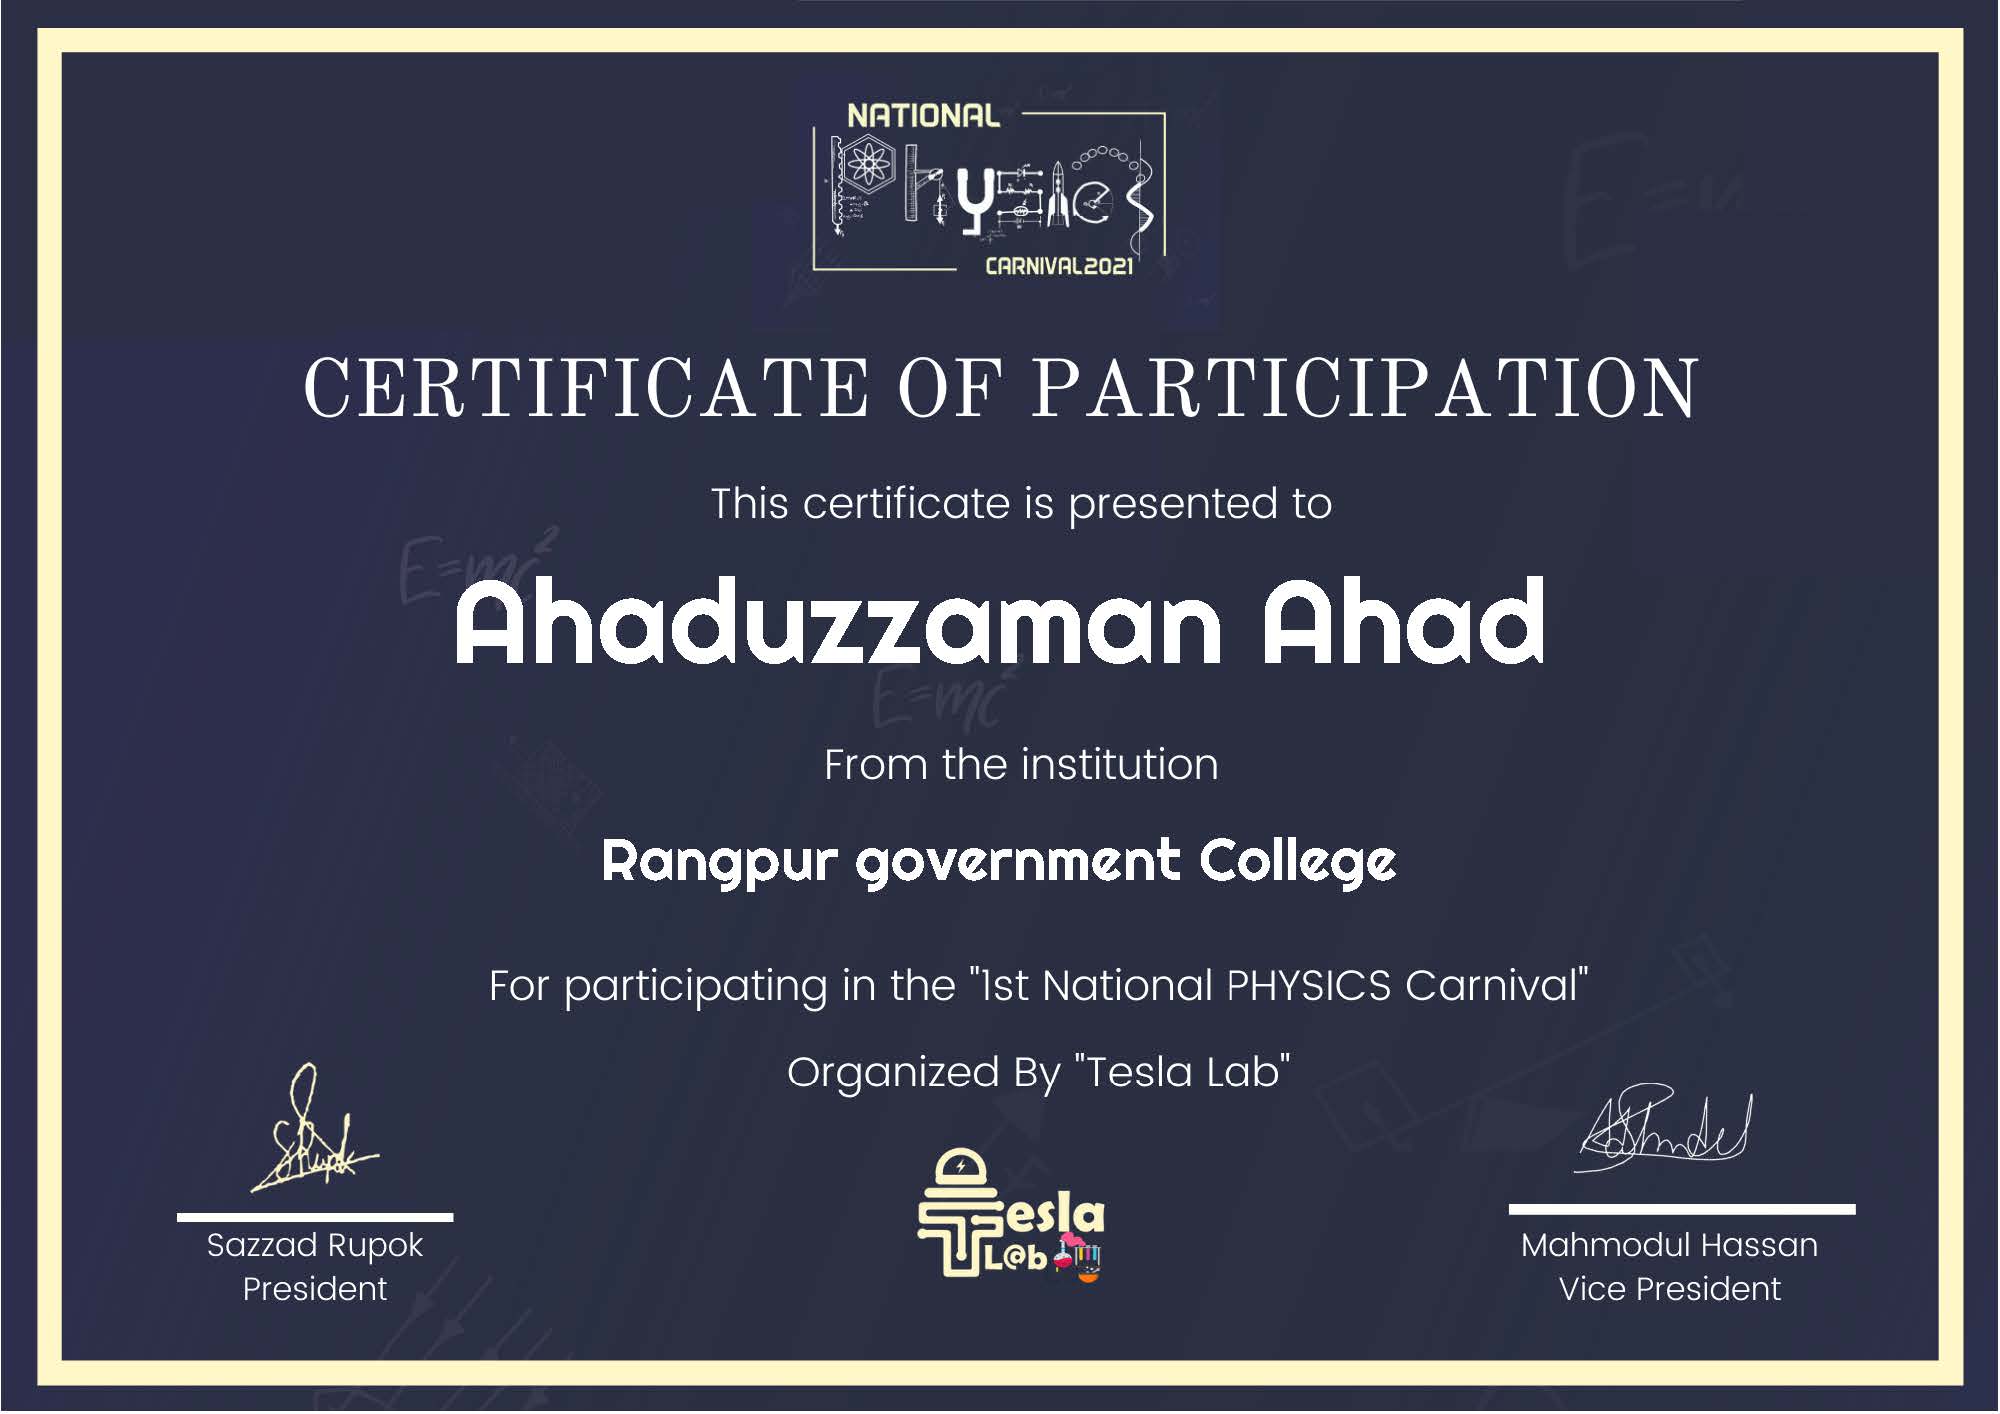 NATIONAL
Physics
CARNIVAL2021
CERTIFICATE OF PARTICIPATION
This certificate is presented to
E=mc²
Ahaduzzaman Ahad
E=mc²
From the institution
Rangpur government College
For participating in the "1st National PHYSICS Carnival"
Organized By "Tesla Lab"
Tesla
L@b
Sazzad Rupok
President
Mahmodul Hassan
Vice President